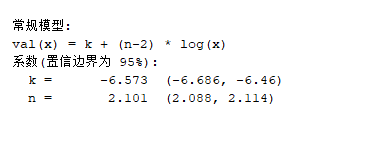 常规模型:
val(x) = k + (n-2) * log(x)
系数(置信边界为 95%):
k = -6.573 (-6.686, -6.46)
n = 2.101 (2.088, 2.114)